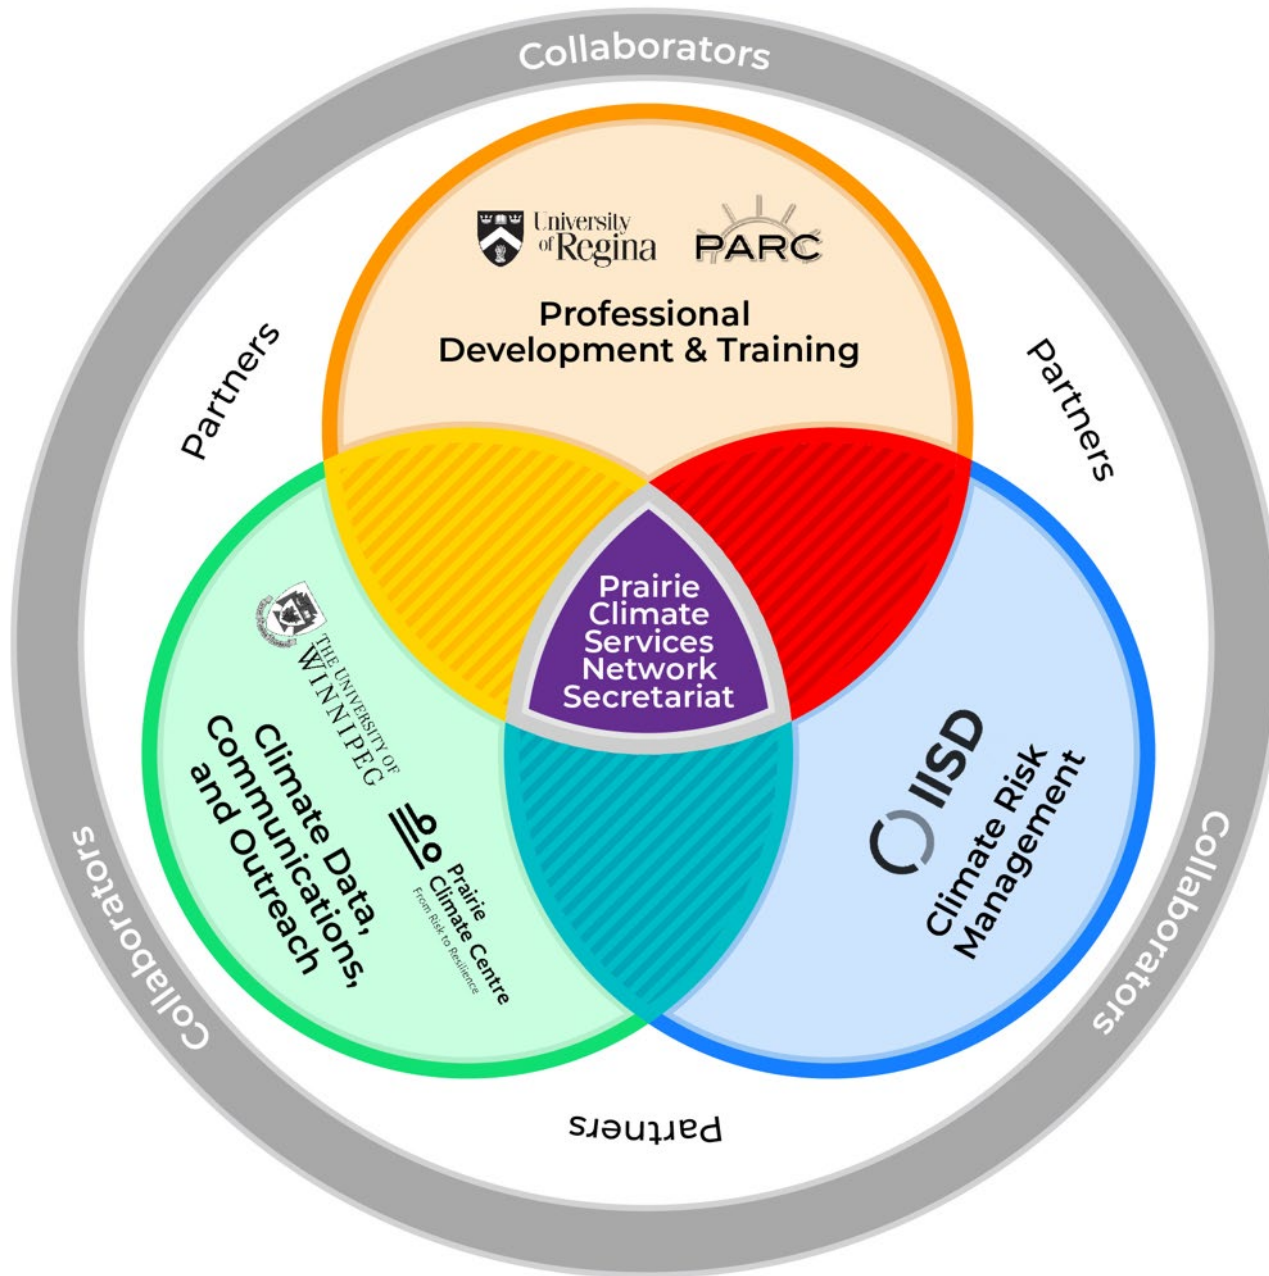 Collaborators
University
of Regina
PARC
Professional
Development & Training
Partners
Partners
Prairie
Climate
Services
Network
Secretariat
THE UNIVERSITY OF
WINNIPEG
Climate Data,
Communications,
and Outreach
Prairie
Climate Centre
From Risk to Resilience
IISD
Climate Risk
Management
Collaborators
Collaborators
Partners